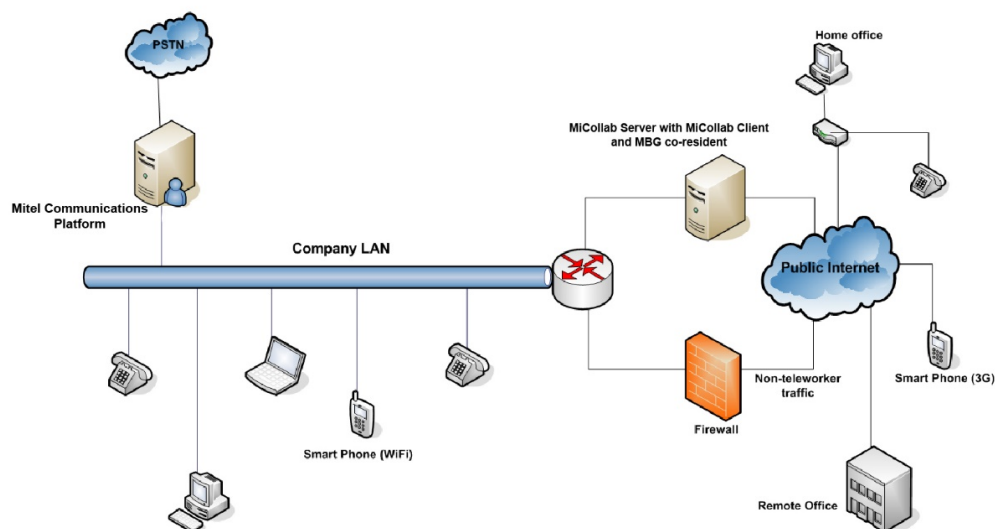 PSTN
Home office
MiCollab Server with MiCollab Client
and MBG co-resident
Mitel Communications
Platform
Company LAN
Public Internet
Smart Phone (3G)
Non-teleworker
traffic
Firewall
Smart Phone (WiFi)
Remote Office